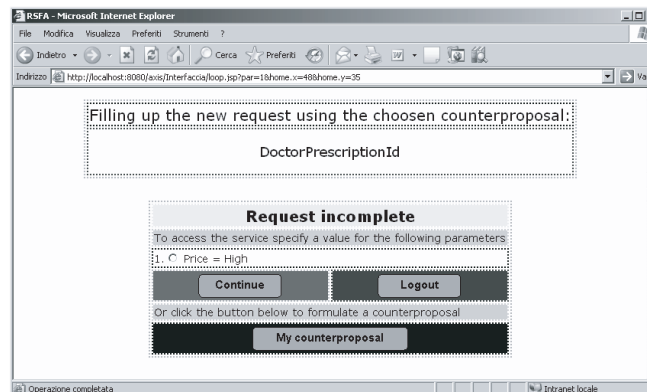 RSFA - Microsoft Internet Explorer
File Modifica Visualizza Preferiti Strumenti ?
Indietro Cerca Preferiti
Indirizzo http://localhost:8080/axis/Interfaccia/loop.jsp?par=1&home.x=48&home.y=35 Va
Filling up the new request using the choosen counterproposal:
DoctorPrescriptionId
Request incomplete
To access the service specify a value for the following parameters
1. Price = High
Continue Logout
Or click the button below to formulate a counterproposal
My counterproposal
Operazione completata Intranet locale